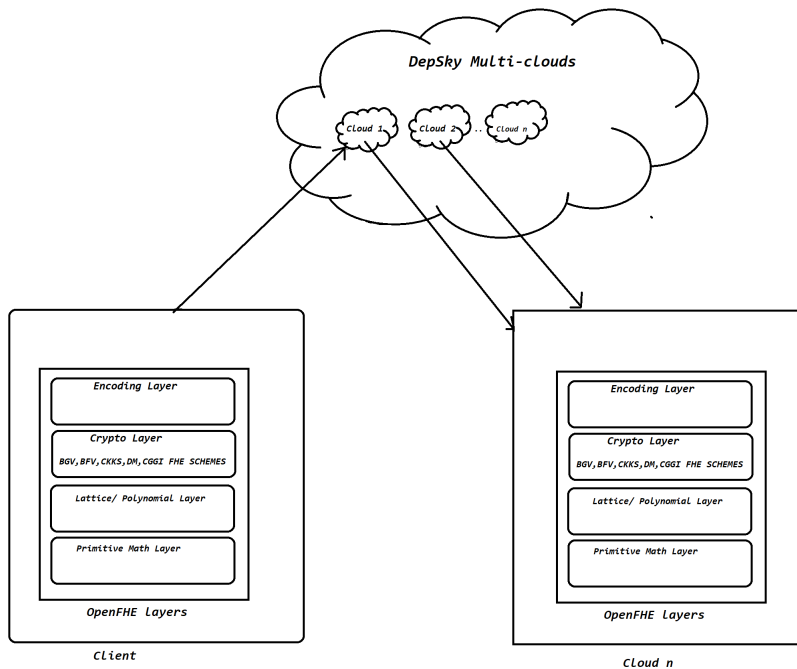 DepSky Multi-clouds
Cloud 1
Cloud 2
..
Cloud n
Encoding Layer
Crypto Layer
BGV,BFV,CKKS,DM,CGGI FHE SCHEMES
Lattice/ Polynomial Layer
Primitive Math Layer
OpenFHE layers
Client
Encoding Layer
Crypto Layer
BGV,BFV,CKKS,DM,CGGI FHE SCHEMES
Lattice/ Polynomial Layer
Primitive Math Layer
OpenFHE layers
Cloud n